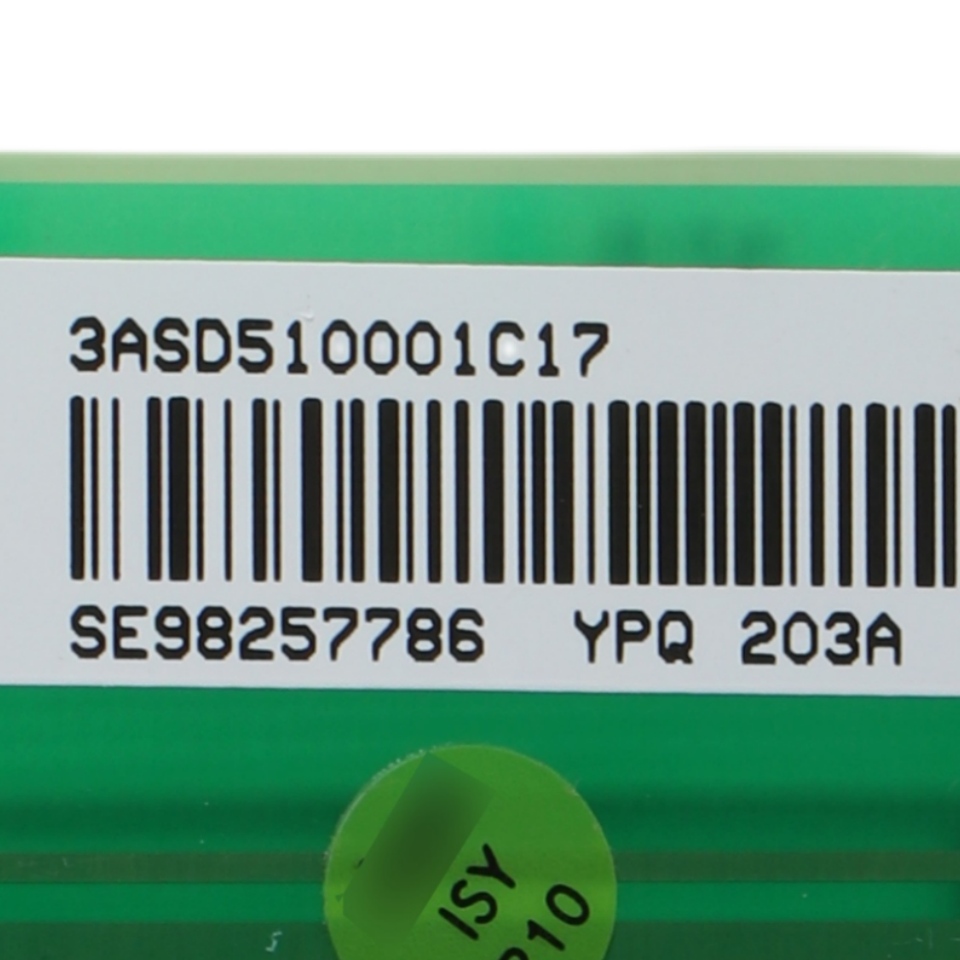 3ASD510001C17
SE98257786 YPQ 203A
ISY